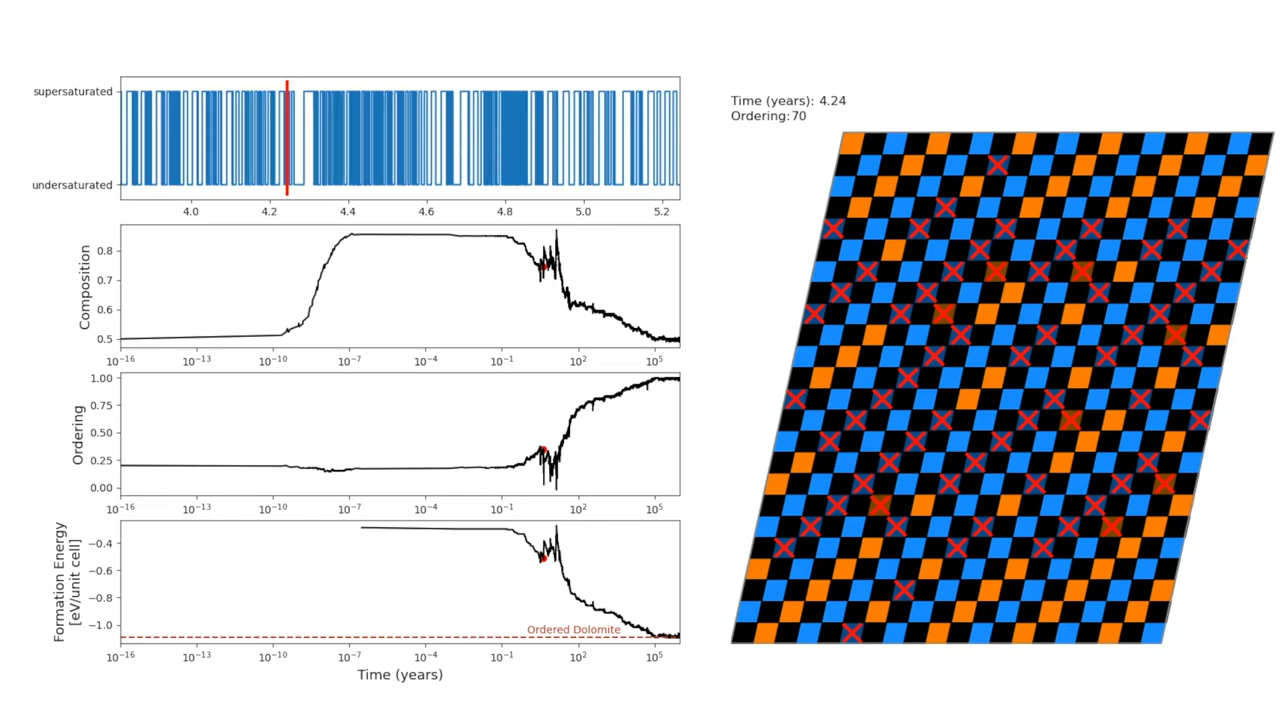 supersaturated
undersaturated
4.0 4.2 4.4 4.6 4.8 5.0 5.2
Composition
0.8
0.7
0.6
0.5
10⁻¹⁶ 10⁻¹³ 10⁻¹⁰ 10⁻⁷ 10⁻⁴ 10⁻¹ 10² 10⁵
Ordering
1.00
0.75
0.50
0.25
0.00
10⁻¹⁶ 10⁻¹³ 10⁻¹⁰ 10⁻⁷ 10⁻⁴ 10⁻¹ 10² 10⁵
Formation Energy
[eV/unit cell]
−0.4
−0.6
−0.8
−1.0
Ordered Dolomite
10⁻¹⁶ 10⁻¹³ 10⁻¹⁰ 10⁻⁷ 10⁻⁴ 10⁻¹ 10² 10⁵
Time (years)
Time (years): 4.24
Ordering:70